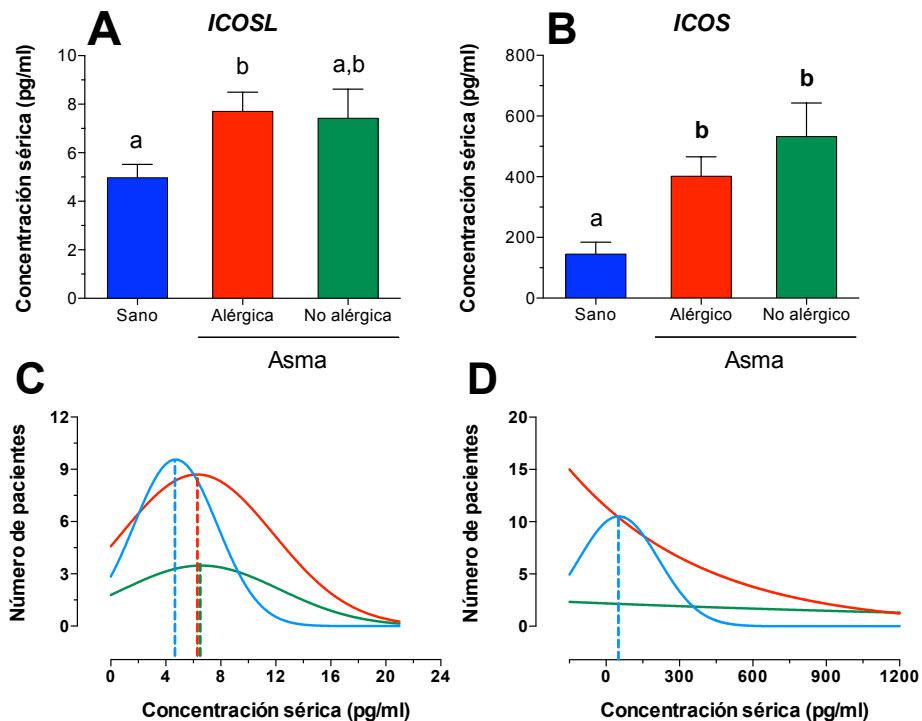 A
ICOSL
Concentración sérica (pg/ml)
10
8
6
4
2
0
a
b
a,b
Sano
Alérgica
No alérgica
Asma
B
ICOS
Concentración sérica (pg/ml)
800
600
400
200
0
a
b
b
Sano
Alérgico
No alérgico
Asma
C
Número de pacientes
12
9
6
3
0
0
4
8
12
16
20
24
Concentración sérica (pg/ml)
D
Número de pacientes
20
15
10
5
0
0
300
600
900
1200
Concentración sérica (pg/ml)